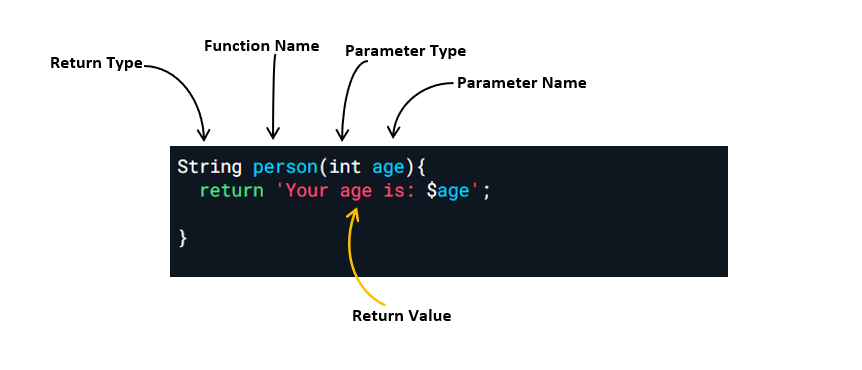 Function Name
Parameter Type
Return Type
Parameter Name
String person(int age){
return 'Your age is: $age';
}
Return Value